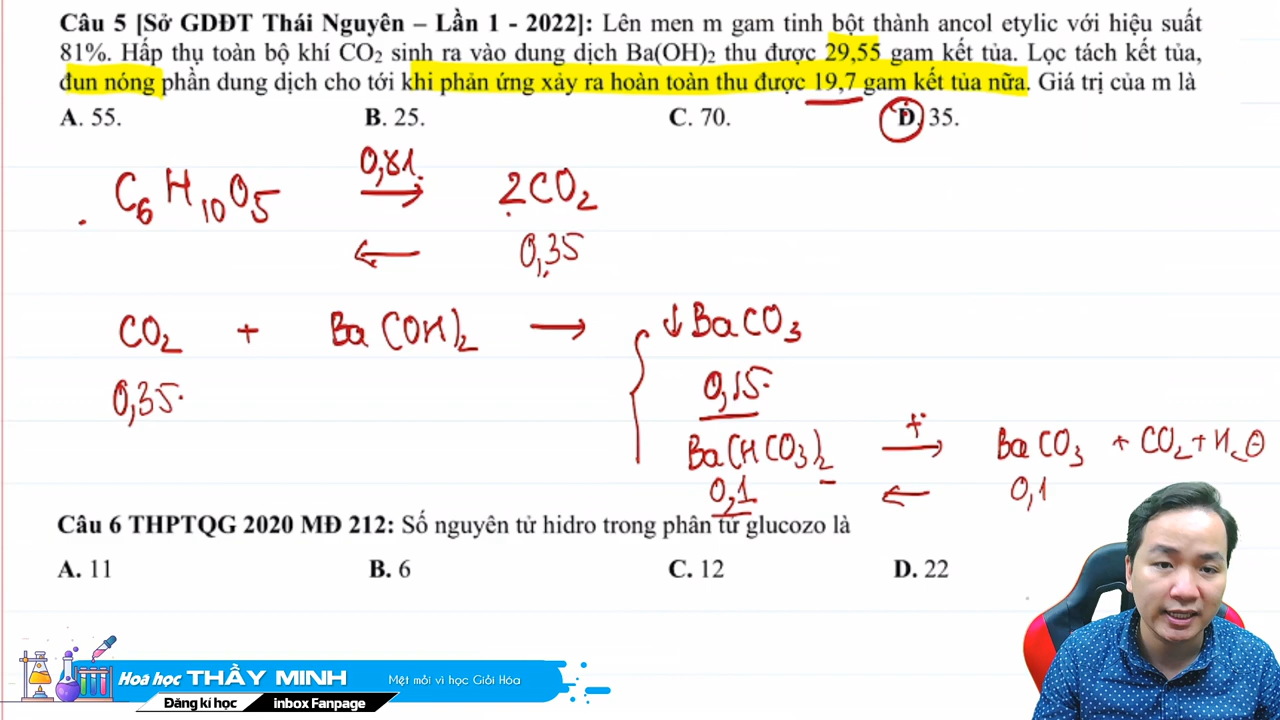 Câu 5 [Sở GDĐT Thái Nguyên – Lần 1 - 2022]: Lên men m gam tinh bột thành ancol etylic với hiệu suất
81%. Hấp thụ toàn bộ khí CO₂ sinh ra vào dung dịch Ba(OH)₂ thu được 29,55 gam kết tủa. Lọc tách kết tủa,
đun nóng phần dung dịch cho tới khi phản ứng xảy ra hoàn toàn thu được 19,7 gam kết tủa nữa. Giá trị của m là
A. 55. B. 25. C. 70. D. 35.
0,81
C₆H₁₀O₅ → 2CO₂
← 0,35
CO₂ + Ba(OH)₂ → ↓BaCO₃
0,35 0,15
Ba(HCO₃)₂ →t° BaCO₃ + CO₂ + H₂O
0,1 ← 0,1
Câu 6 THPTQG 2020 MĐ 212: Số nguyên tử hidro trong phân tử glucozo là
A. 11 B. 6 C. 12 D. 22
Hoá học THẦY MINH Mệt mỏi vì học Giỏi Hóa
Đăng kí học inbox Fanpage